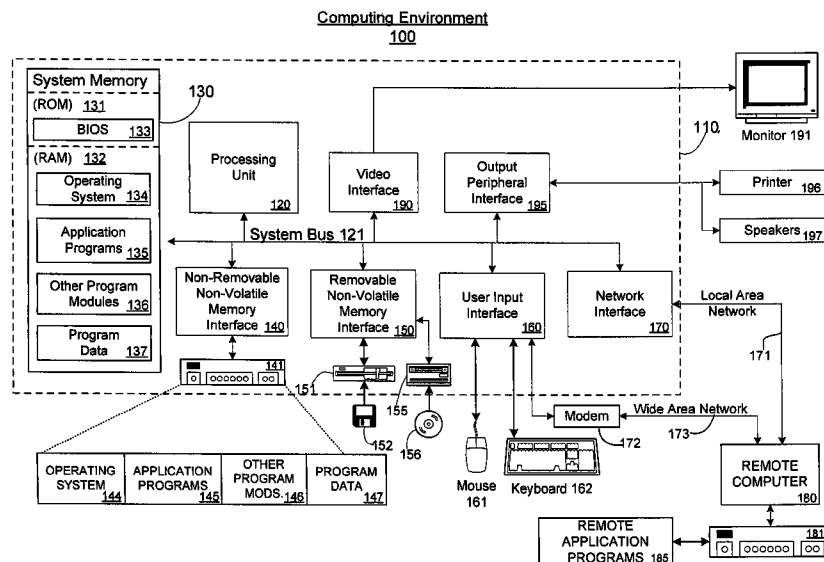 Computing Environment
100
System Memory
(ROM) 131
BIOS 133
(RAM) 132
Operating
System 134
Application
Programs 135
Other Program
Modules 136
Program
Data 137
130
Processing
Unit
120
Video
Interface
190
Output
Peripheral
Interface 195
110
Monitor 191
Printer
196
Speakers
197
System Bus 121
Non-Removable
Non-Volatile
Memory
Interface 140
Removable
Non-Volatile
Memory
Interface 150
User Input
Interface
160
Network
Interface
170
Local Area
Network
171
141
151
152
155
156
Modem
172
Wide Area Network
173
Mouse
161
Keyboard 162
OPERATING
SYSTEM 144
APPLICATION
PROGRAMS 145
OTHER
PROGRAM
MODS. 146
PROGRAM
DATA 147
REMOTE
COMPUTER
180
181
REMOTE
APPLICATION
PROGRAMS 185